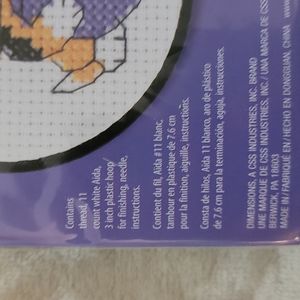 Contains
thread, 11
count white Aida,
3 inch plastic hoop/
for finishing, needle,
instructions.
Contient du fil, Aida #11 blanc,
tambour en plastique de 7.6 cm
pour la finition, aiguille, instructions.
Consta de hilos, Aida 11 blanco, aro de plástico
de 7.6 cm para la terminación, aguja, instrucciones.
DIMENSIONS, A CSS INDUSTRIES, INC. BRAND
UNE MARQUE DE CSS INDUSTRIES, INC./ UNA MARCA DE CSS
BERWICK, PA 18603
MADE IN / FABRIQUÉ EN / HECHO EN DONGGUAN, CHINA www.